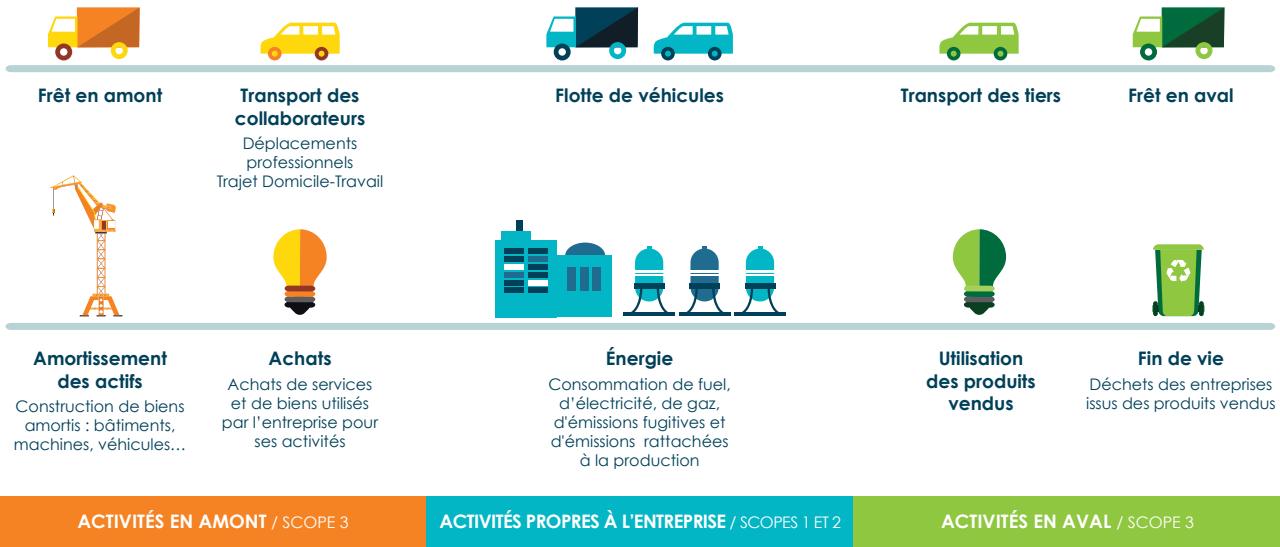 Frêt en amont
Transport des
collaborateurs
Déplacements
professionnels
Trajet Domicile-Travail
Flotte de véhicules
Transport des tiers
Frêt en aval
Amortissement
des actifs
Construction de biens
amortis : bâtiments,
machines, véhicules…
Achats
Achats de services
et de biens utilisés
par l’entreprise pour
ses activités
Énergie
Consommation de fuel,
d’électricité, de gaz,
d'émissions fugitives et
d'émissions rattachées
à la production
Utilisation
des produits
vendus
Fin de vie
Déchets des entreprises
issus des produits vendus
ACTIVITÉS EN AMONT / SCOPE 3
ACTIVITÉS PROPRES À L’ENTREPRISE / SCOPES 1 ET 2
ACTIVITÉS EN AVAL / SCOPE 3